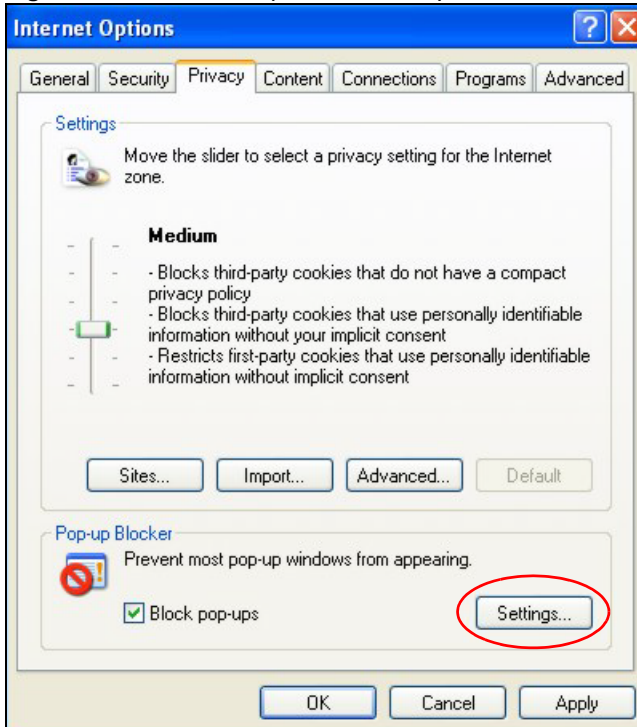 Internet Options
General Security Privacy Content Connections Programs Advanced
Settings
Move the slider to select a privacy setting for the Internet
zone.
Medium
- Blocks third-party cookies that do not have a compact
privacy policy
- Blocks third-party cookies that use personally identifiable
information without your implicit consent
- Restricts first-party cookies that use personally identifiable
information without implicit consent
Sites... Import... Advanced... Default
Pop-up Blocker
Prevent most pop-up windows from appearing.
Block pop-ups Settings...
OK Cancel Apply